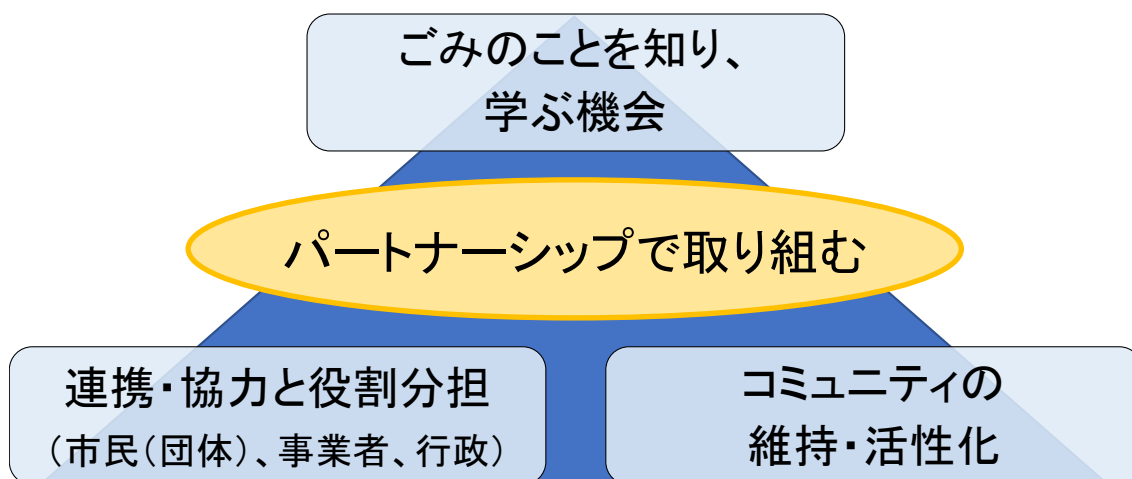 ごみのことを知り、
学ぶ機会
パートナーシップで取り組む
連携・協力と役割分担
（市民（団体）、事業者、行政）
コミュニティの
維持・活性化